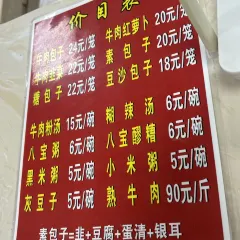 价目表
牛肉包子 24元/笼 牛肉红萝卜 20元/笼
牛肉韭菜 22元/笼 素包子 20元/笼
糖包子 22元/笼 豆沙包子 18元/笼
牛肉粉汤 15元/碗 糊辣汤 6元/碗
八宝粥 5元/碗 八宝醪糟 6元/碗
黑米粥 5元/碗 小米粥 5元/碗
灰豆子 5元/碗 熟牛肉 90元/斤
素包子=韭+豆腐+蛋清+银耳